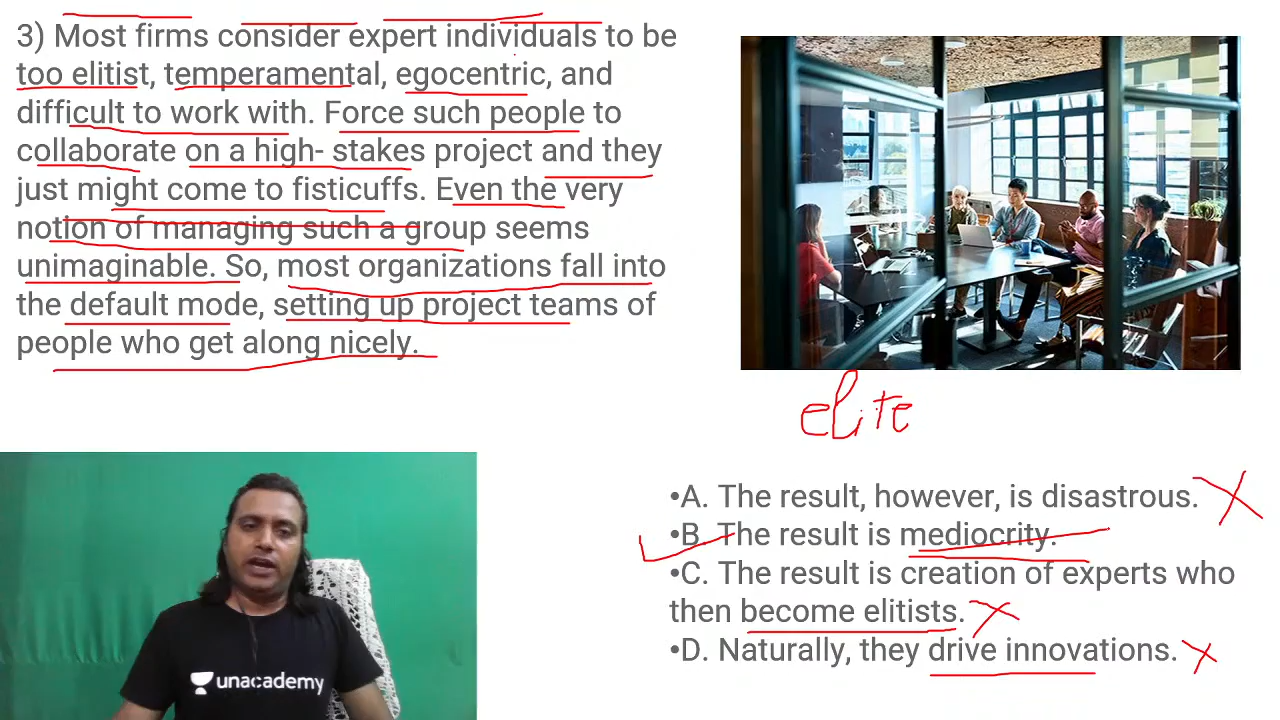 3) Most firms consider expert individuals to be
too elitist, temperamental, egocentric, and
difficult to work with. Force such people to
collaborate on a high- stakes project and they
just might come to fisticuffs. Even the very
notion of managing such a group seems
unimaginable. So, most organizations fall into
the default mode, setting up project teams of
people who get along nicely.
elite
•A. The result, however, is disastrous.
•B. The result is mediocrity.
•C. The result is creation of experts who
then become elitists.
•D. Naturally, they drive innovations.
unacademy